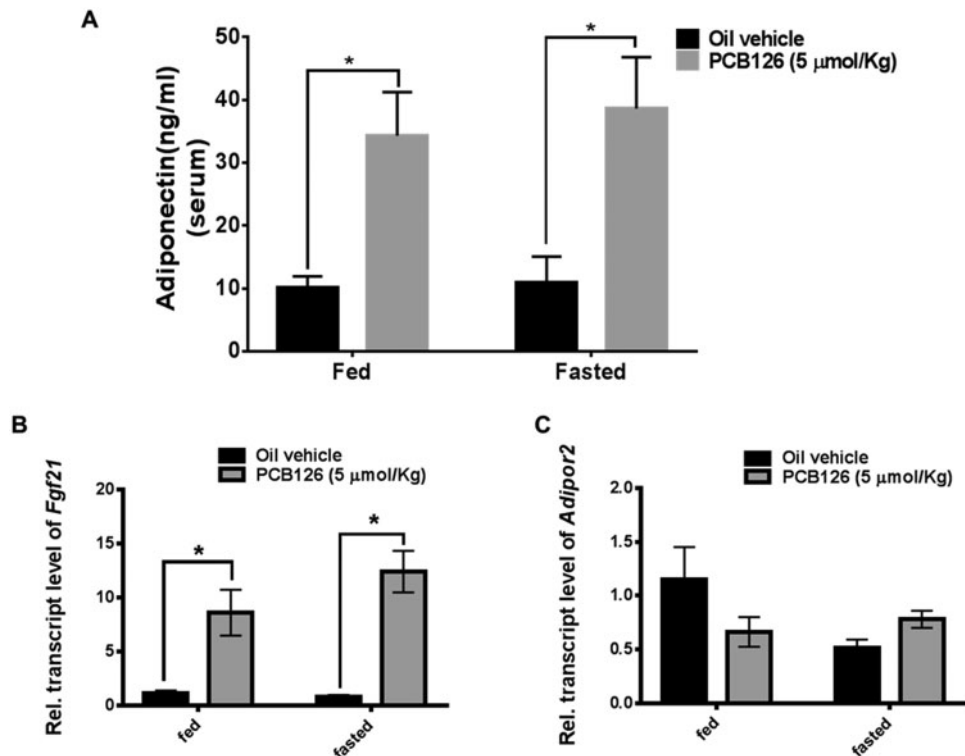 A
Oil vehicle
PCB126 (5 μmol/Kg)
Adiponectin(ng/ml)
(serum)
50
40
30
20
10
0
*
*
Fed
Fasted
B
Oil vehicle
PCB126 (5 μmol/Kg)
Rel. transcript level of Fgf21
20
15
10
5
0
*
*
fed
fasted
C
Oil vehicle
PCB126 (5 μmol/Kg)
Rel. transcript level of Adipor2
2.0
1.5
1.0
0.5
0.0
fed
fasted